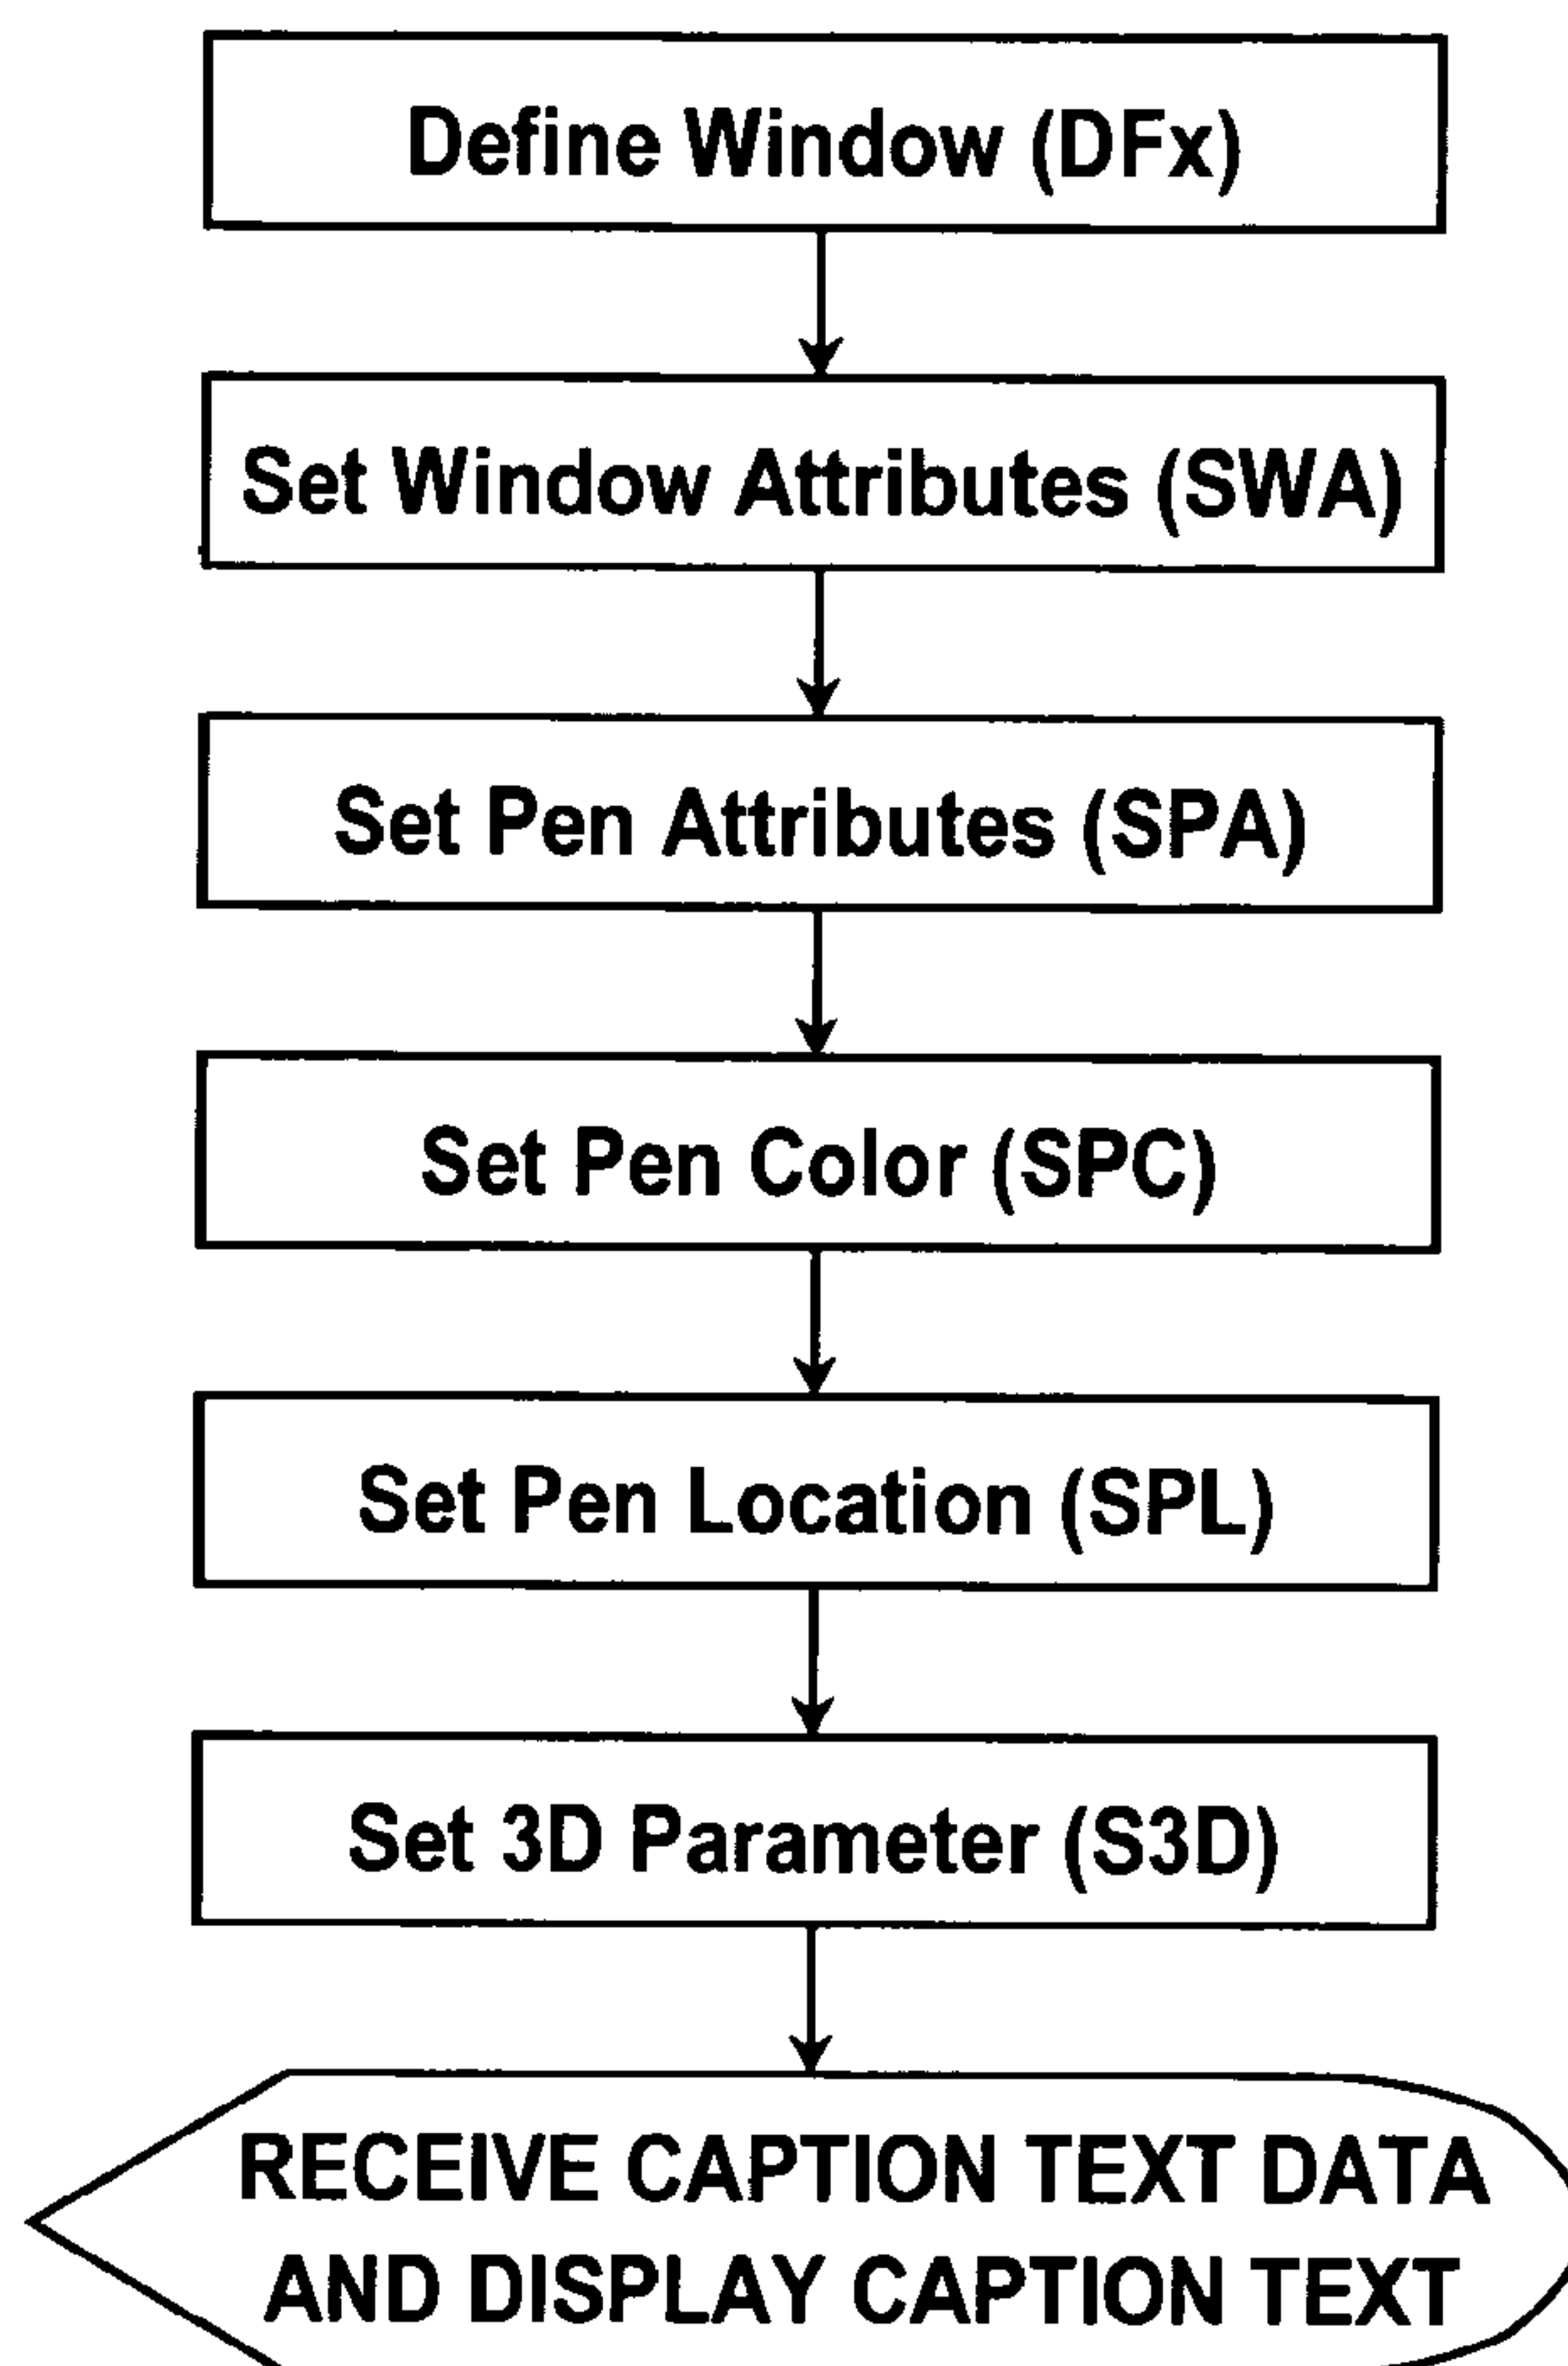 Define Window (DFx)
Set Window Attributes (SWA)
Set Pen Attributes (SPA)
Set Pen Color (SPC)
Set Pen Location (SPL)
Set 3D Parameter (S3D)
RECEIVE CAPTION TEXT DATA
AND DISPLAY CAPTION TEXT